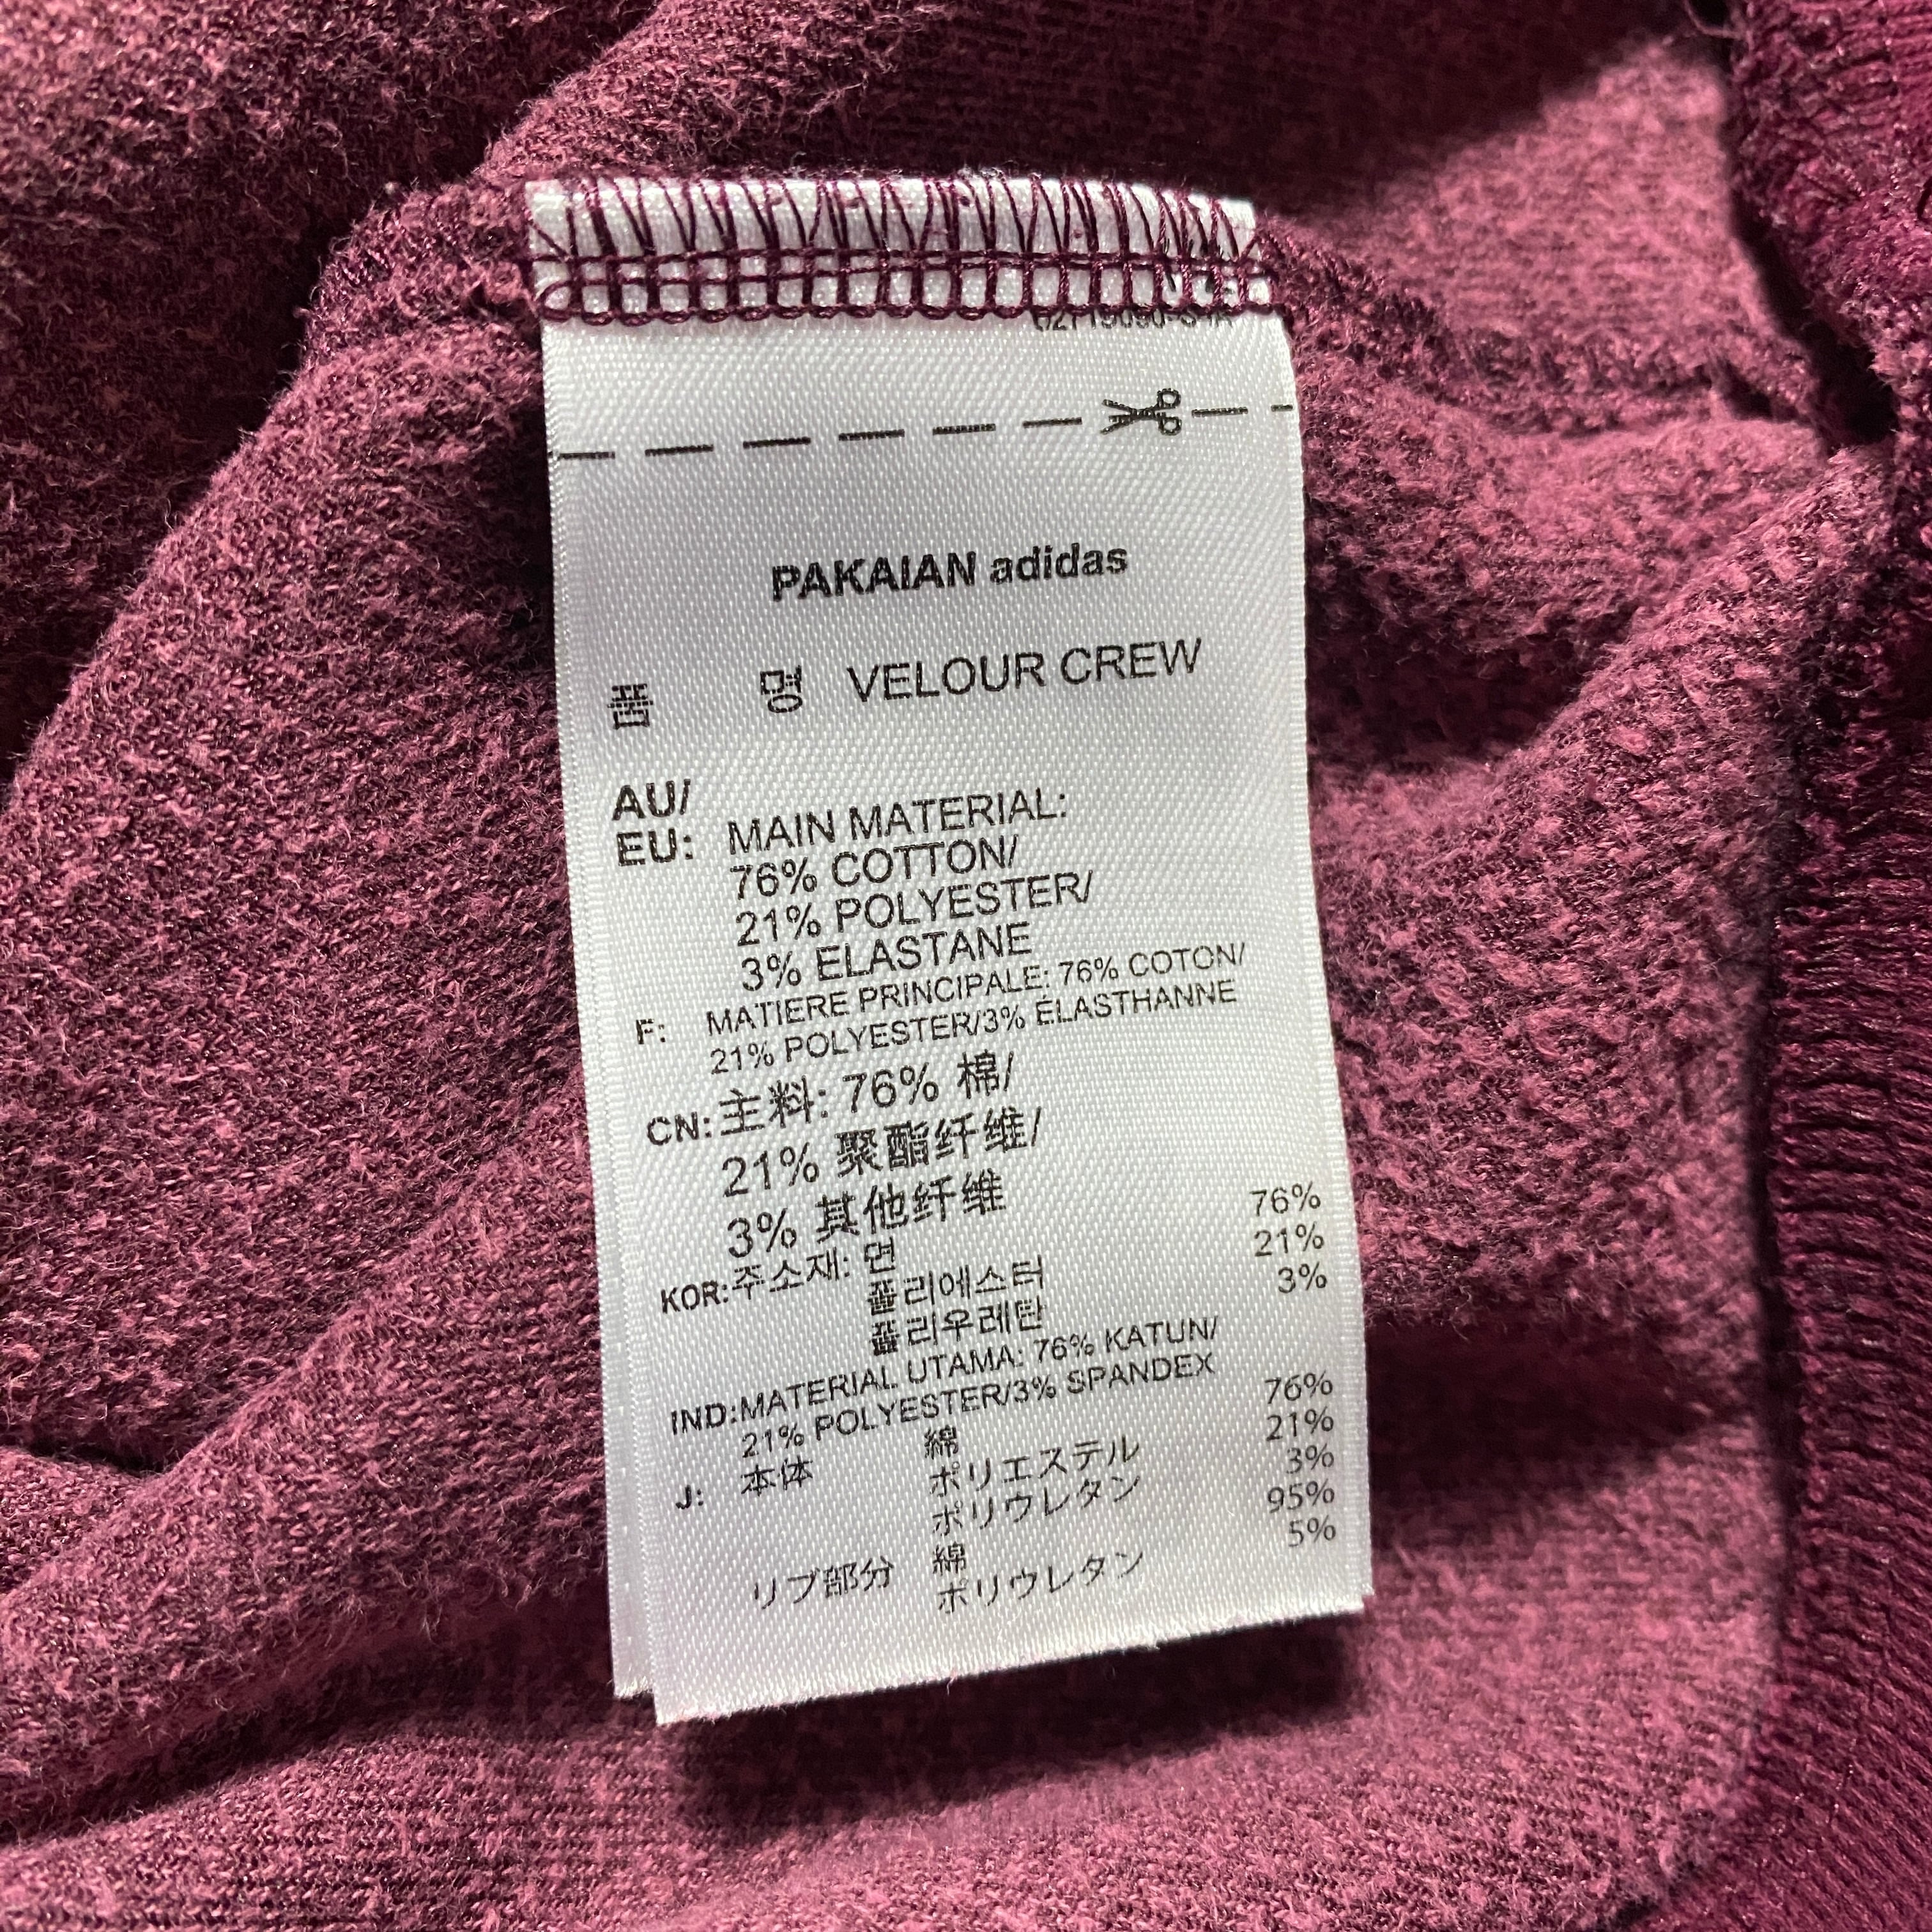 PAKAIAN adidas
품 명 VELOUR CREW
AU/
EU: MAIN MATERIAL:
76% COTTON/
21% POLYESTER/
3% ELASTANE
F: MATIERE PRINCIPALE: 76% COTON/
21% POLYESTER/3% ÉLASTHANNE
CN: 主料: 76% 棉/
21% 聚酯纤维/
3% 其他纤维
KOR: 주소재: 면 76%
폴리에스터 21%
폴리우레탄 3%
IND: MATERIAL UTAMA: 76% KATUN/
21% POLYESTER/3% SPANDEX
J: 本体 綿 76%
ポリエステル 21%
ポリウレタン 3%
リブ部分 綿 95%
ポリウレタン 5%